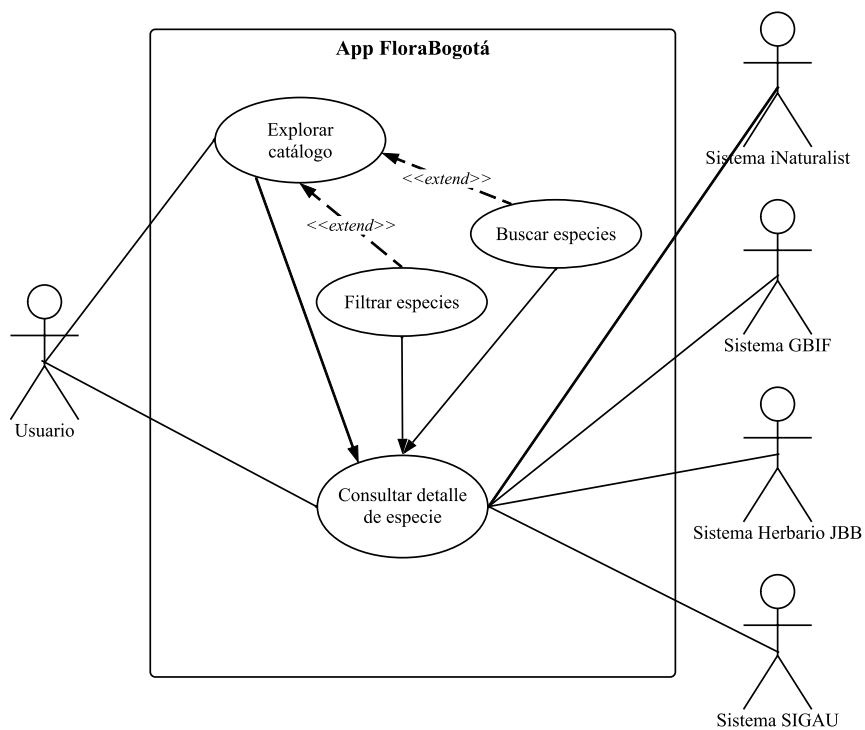 App FloraBogotá
Explorar
catálogo
<<extend>>
<<extend>>
Buscar especies
Filtrar especies
Consultar detalle
de especie
Usuario
Sistema iNaturalist
Sistema GBIF
Sistema Herbario JBB
Sistema SIGAU